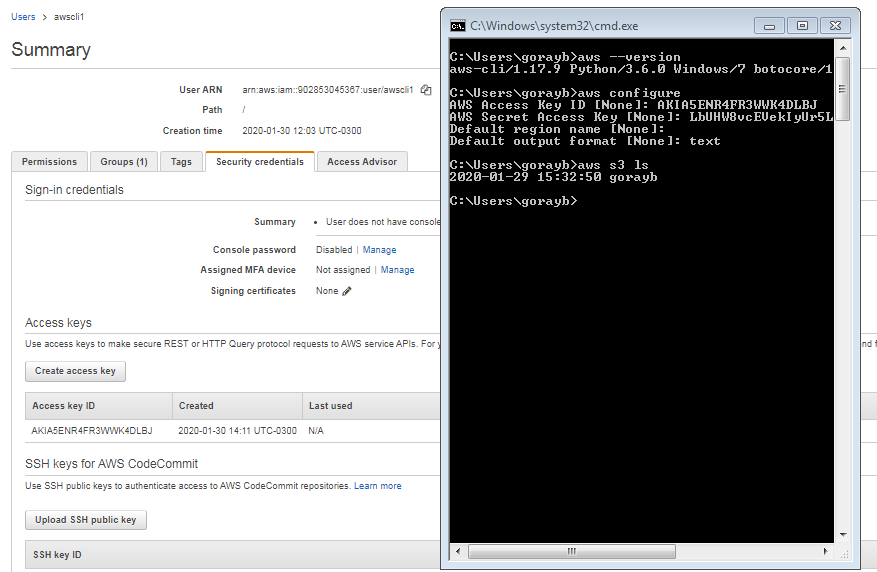 Users > awscli1
Summary
User ARN arn:aws:iam::902853045367:user/awscli1
Path /
Creation time 2020-01-30 12:03 UTC-0300
Permissions Groups (1) Tags Security credentials Access Advisor
Sign-in credentials
Summary • User does not have console
Console password Disabled | Manage
Assigned MFA device Not assigned | Manage
Signing certificates None
Access keys
Use access keys to make secure REST or HTTP Query protocol requests to AWS service APIs. For y
nd f
Create access key
Access key ID Created Last used
AKIA5ENR4FR3WWK4DLBJ 2020-01-30 14:11 UTC-0300 N/A
SSH keys for AWS CodeCommit
Use SSH public keys to authenticate access to AWS CodeCommit repositories. Learn more
Upload SSH public key
SSH key ID
C:\Windows\system32\cmd.exe
C:\Users\gorayb>aws --version
aws-cli/1.17.9 Python/3.6.0 Windows/7 botocore/1
C:\Users\gorayb>aws configure
AWS Access Key ID [None]: AKIA5ENR4FR3WWK4DLBJ
AWS Secret Access Key [None]: LbUHW8vcEVekIyUr5L
Default region name [None]:
Default output format [None]: text
C:\Users\gorayb>aws s3 ls
2020-01-29 15:32:50 gorayb
C:\Users\gorayb>